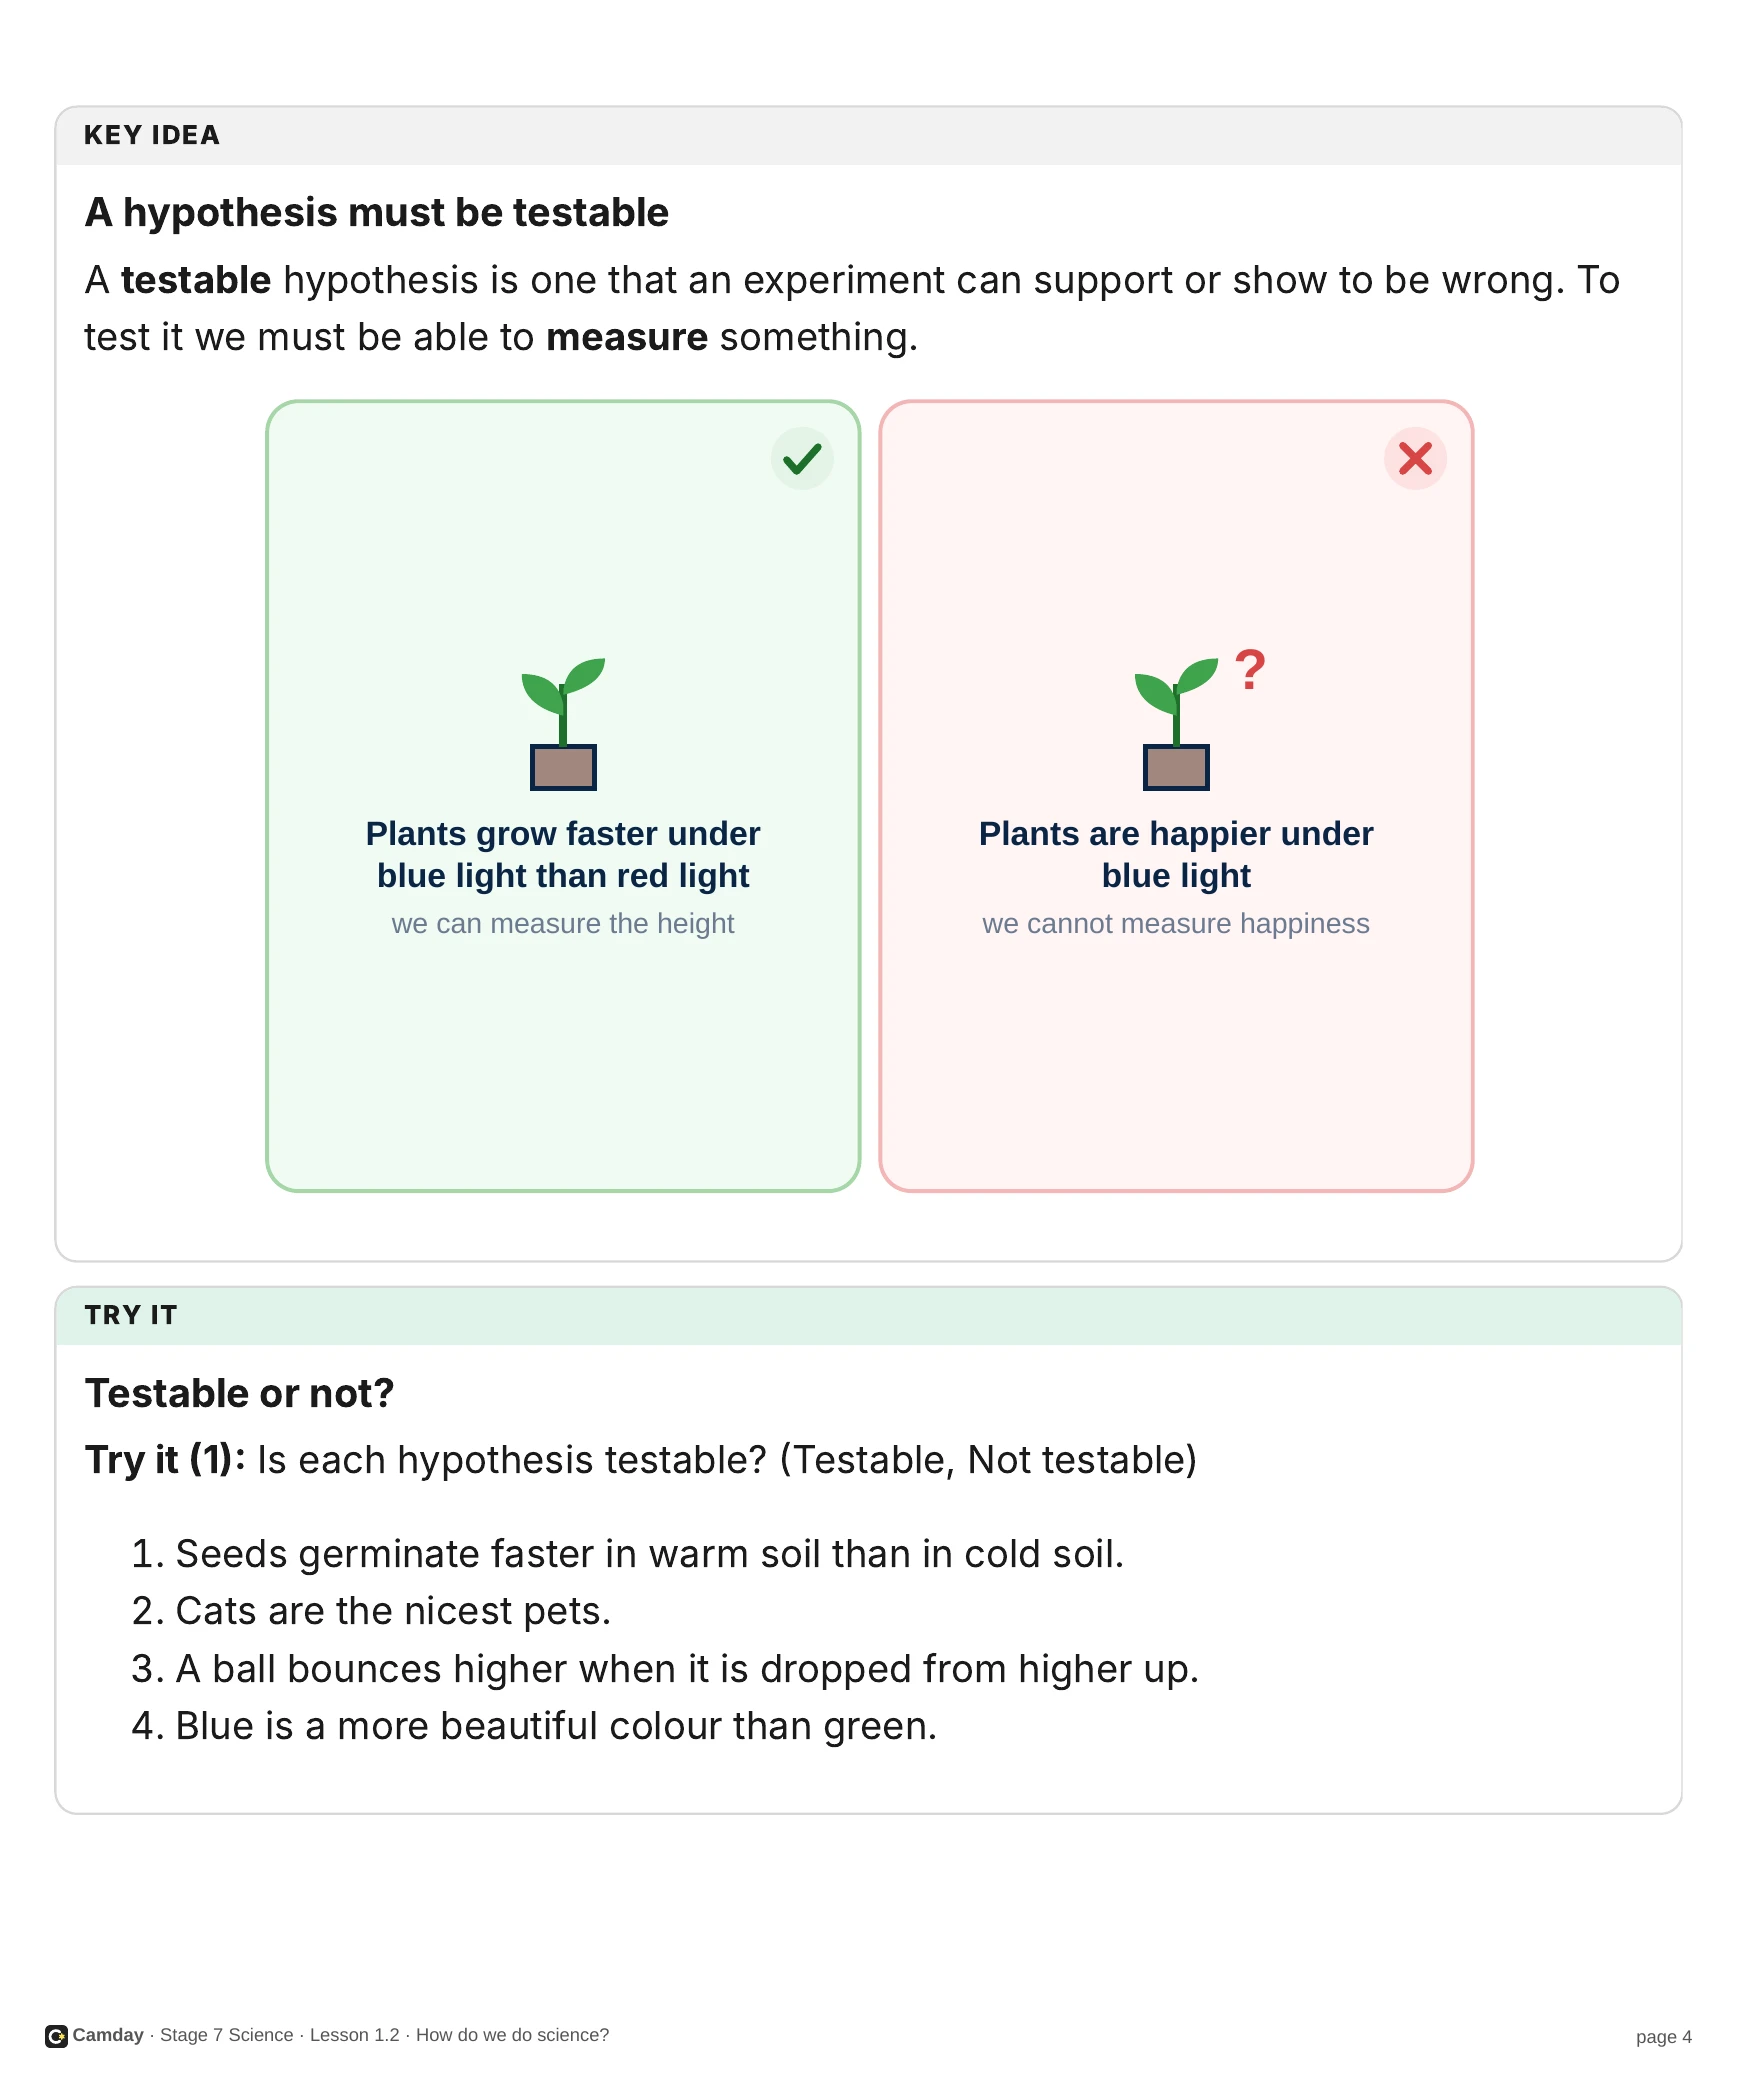 KEY IDEA
A hypothesis must be testable
A testable hypothesis is one that an experiment can support or show to be wrong. To
test it we must be able to measure something.
Plants grow faster under
blue light than red light
we can measure the height
?
Plants are happier under
blue light
we cannot measure happiness
TRY IT
Testable or not?
Try it (1): Is each hypothesis testable? (Testable, Not testable)
1. Seeds germinate faster in warm soil than in cold soil.
2. Cats are the nicest pets.
3. A ball bounces higher when it is dropped from higher up.
4. Blue is a more beautiful colour than green.
C Camday · Stage 7 Science · Lesson 1.2 · How do we do science?
page 4